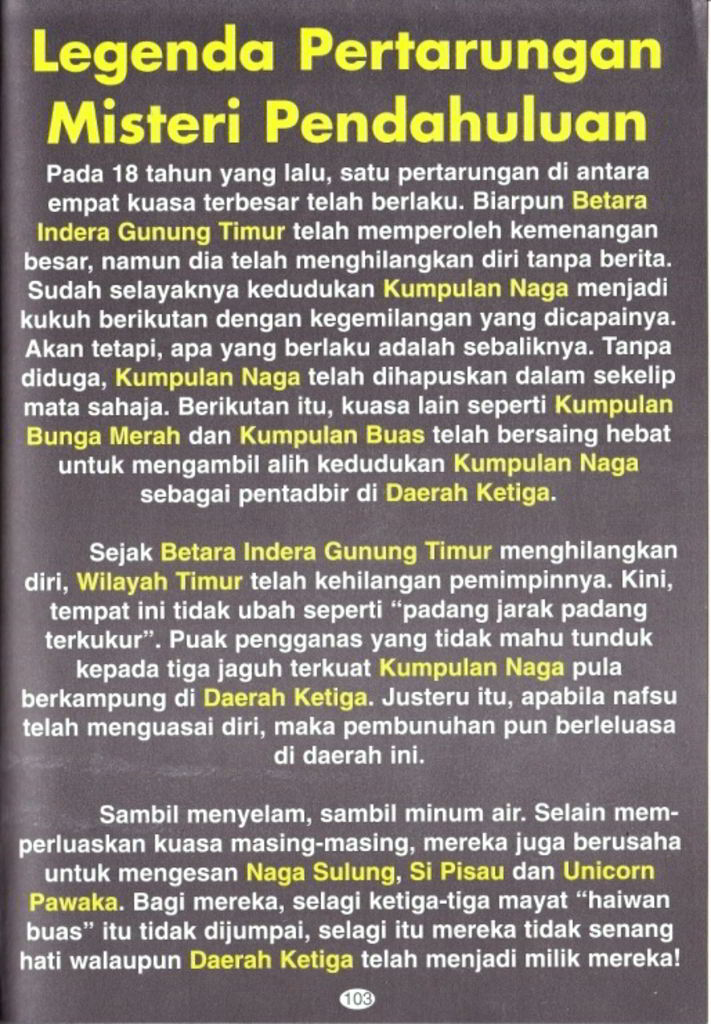 Legenda Pertarungan
Misteri Pendahuluan
Pada 18 tahun yang lalu, satu pertarungan di antara
empat kuasa terbesar telah berlaku. Biarpun Betara
Indera Gunung Timur telah memperoleh kemenangan
besar, namun dia telah menghilangkan diri tanpa berita.
Sudah selayaknya kedudukan Kumpulan Naga menjadi
kukuh berikutan dengan kegemilangan yang dicapainya.
Akan tetapi, apa yang berlaku adalah sebaliknya. Tanpa
diduga, Kumpulan Naga telah dihapuskan dalam sekelip
mata sahaja. Berikutan itu, kuasa lain seperti Kumpulan
Bunga Merah dan Kumpulan Buas telah bersaing hebat
untuk mengambil alih kedudukan Kumpulan Naga
sebagai pentadbir di Daerah Ketiga.
Sejak Betara Indera Gunung Timur menghilangkan
diri, Wilayah Timur telah kehilangan pemimpinnya. Kini,
tempat ini tidak ubah seperti “padang jarak padang
terkukur”. Puak pengganas yang tidak mahu tunduk
kepada tiga jaguh terkuat Kumpulan Naga pula
berkampung di Daerah Ketiga. Justeru itu, apabila nafsu
telah menguasai diri, maka pembunuhan pun berleluasa
di daerah ini.
Sambil menyelam, sambil minum air. Selain mem-
perluaskan kuasa masing-masing, mereka juga berusaha
untuk mengesan Naga Sulung, Si Pisau dan Unicorn
Pawaka. Bagi mereka, selagi ketiga-tiga mayat “haiwan
buas” itu tidak dijumpai, selagi itu mereka tidak senang
hati walaupun Daerah Ketiga telah menjadi milik mereka!
103